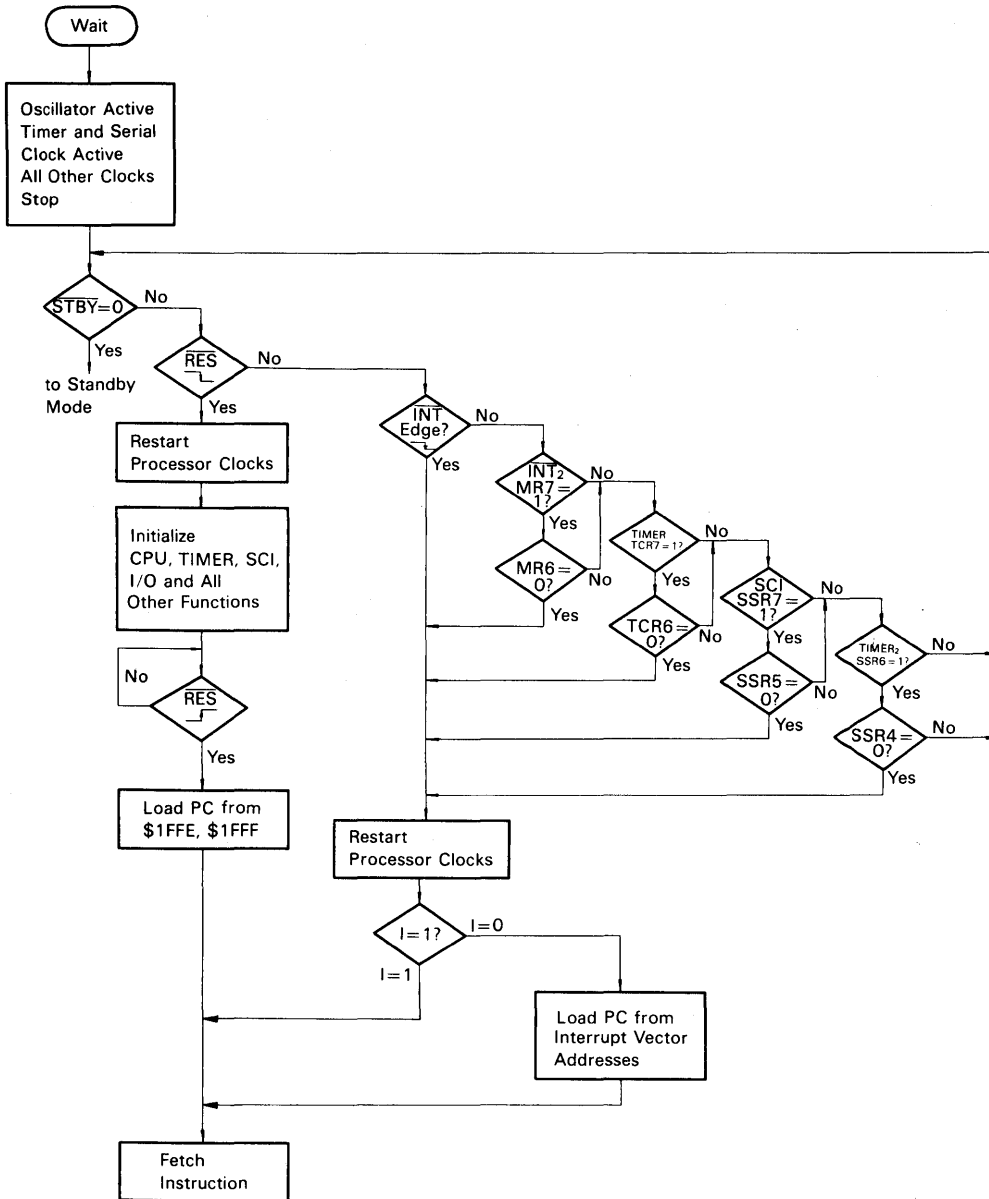 Wait
Oscillator Active
Timer and Serial
Clock Active
All Other Clocks
Stop
STBY=0
No
Yes
to Standby
Mode
RES
No
Yes
Restart
Processor Clocks
Initialize
CPU, TIMER, SCI,
I/O and All
Other Functions
No
RES
Yes
Load PC from
$1FFE, $1FFF
INT
Edge?
No
Yes
INT2
MR7=
1?
No
Yes
MR6=
0?
No
Yes
TIMER
TCR7=1?
No
Yes
TCR6=
0?
No
Yes
SCI
SSR7=
1?
No
Yes
SSR5=
0?
No
Yes
TIMER2
SSR6=1?
No
Yes
SSR4=
0?
No
Yes
Restart
Processor Clocks
I=1?
I=0
I=1
Load PC from
Interrupt Vector
Addresses
Fetch
Instruction